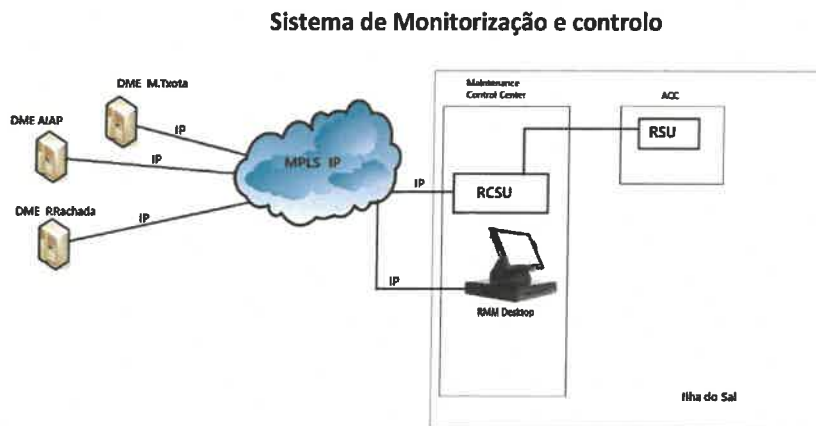 Sistema de Monitorização e controlo
DME M.Txota
DME AIAP
DME RRachada
IP
IP
IP
MPLS IP
IP
IP
Maintenance
Control Center
RCSU
RMM Desktop
ACC
RSU
Ilha do Sal